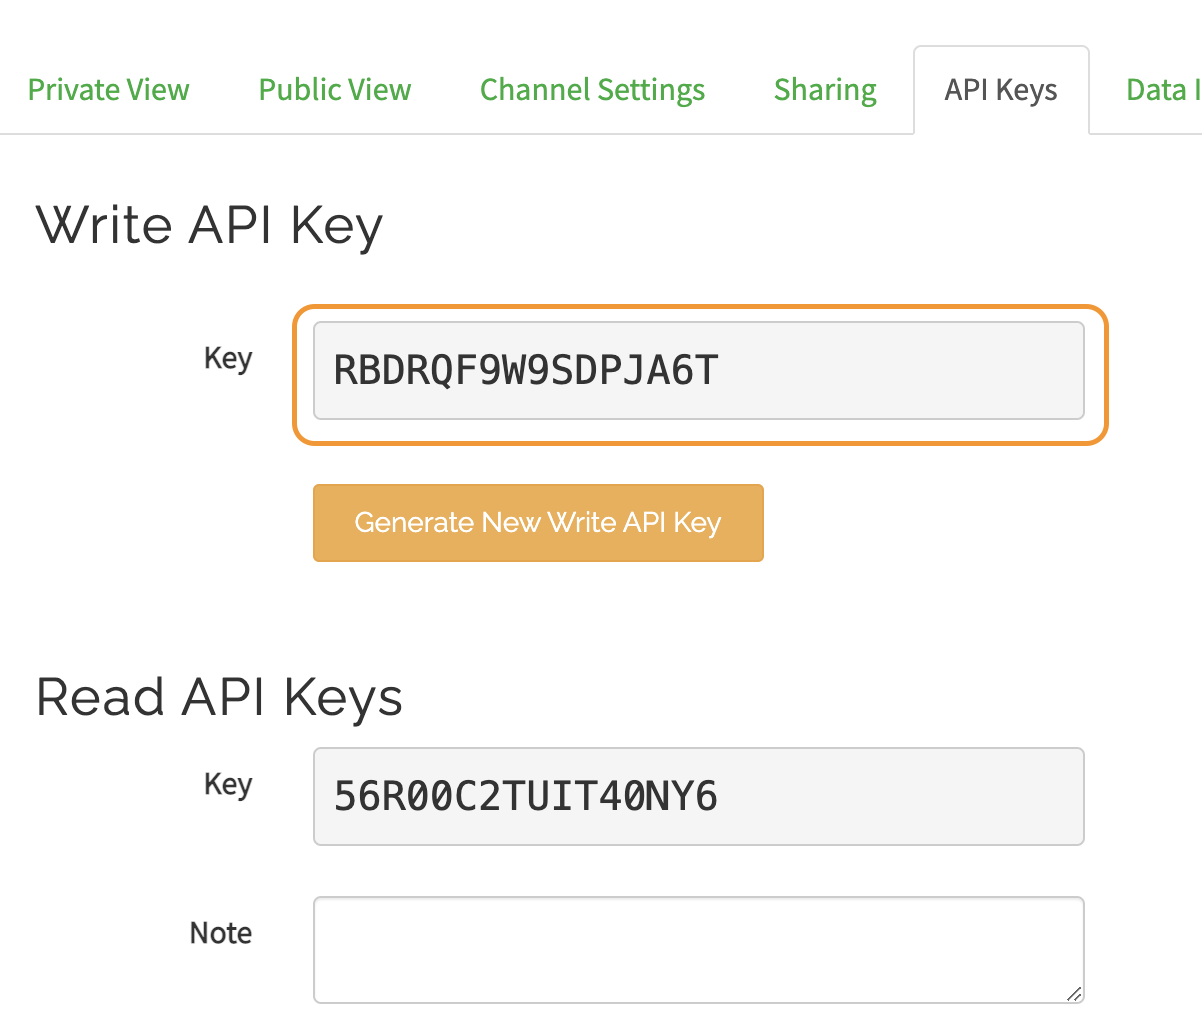 Private View Public View Channel Settings Sharing API Keys Data I
Write API Key
Key RBDRQF9W9SDPJA6T
Generate New Write API Key
Read API Keys
Key 56R00C2TUIT40NY6
Note